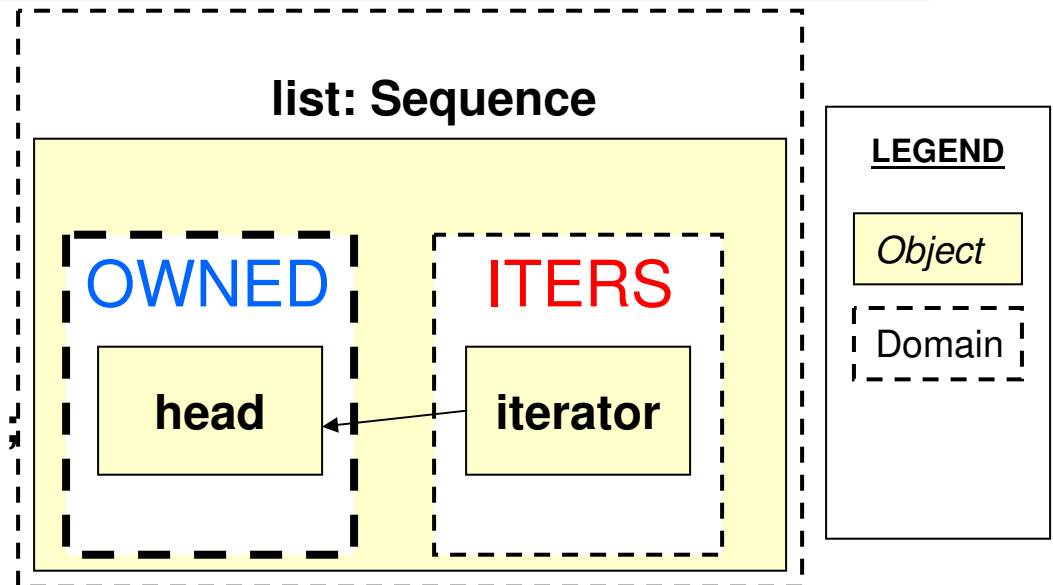 list: Sequence
LEGEND
Object
Domain
OWNED
ITERS
head
iterator
;